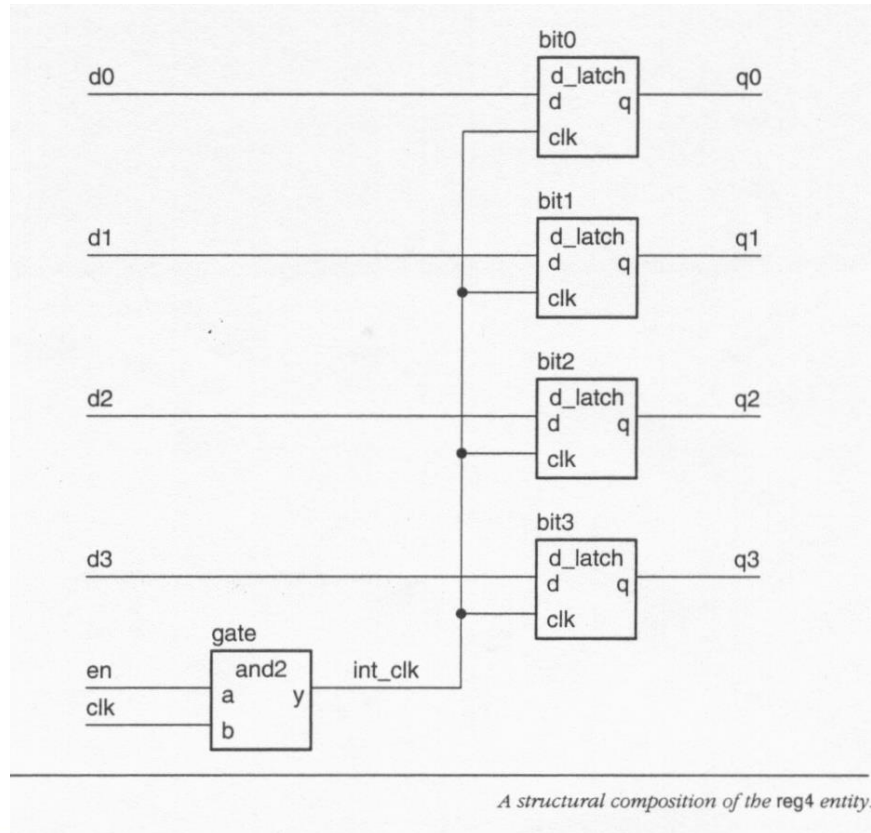 bit0
d0
d_latch
q0
d q
clk
bit1
d1
d_latch
q1
d q
clk
bit2
d2
d_latch
q2
d q
clk
bit3
d3
d_latch
q3
d q
clk
gate
en
and2
int_clk
a y
clk
b
A structural composition of the reg4 entity.